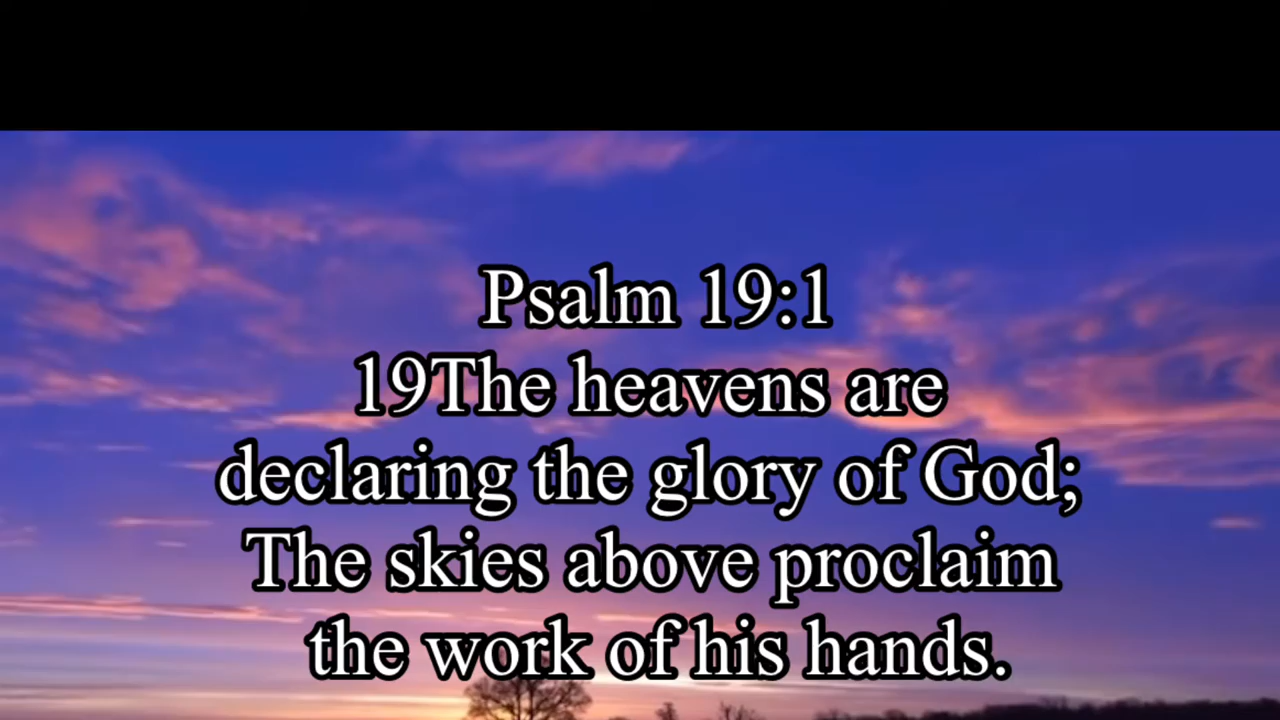 Psalm 19:1
19The heavens are
declaring the glory of God;
The skies above proclaim
the work of his hands.